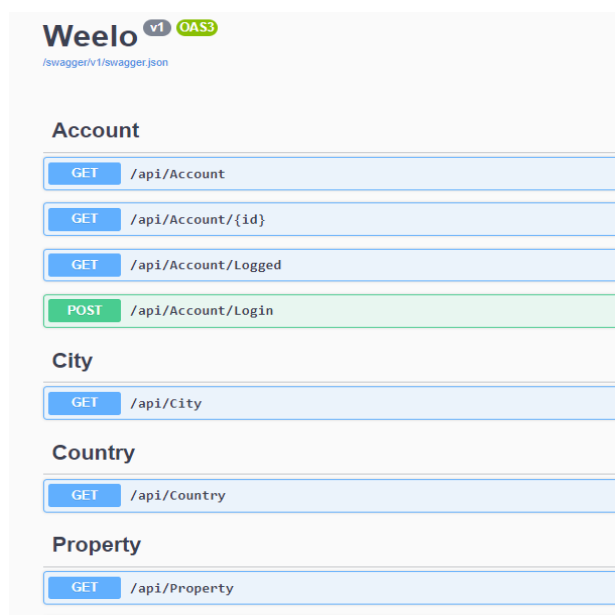 Weelo v1 OAS3
/swagger/v1/swagger.json
Account
GET /api/Account
GET /api/Account/{id}
GET /api/Account/Logged
POST /api/Account/Login
City
GET /api/City
Country
GET /api/Country
Property
GET /api/Property